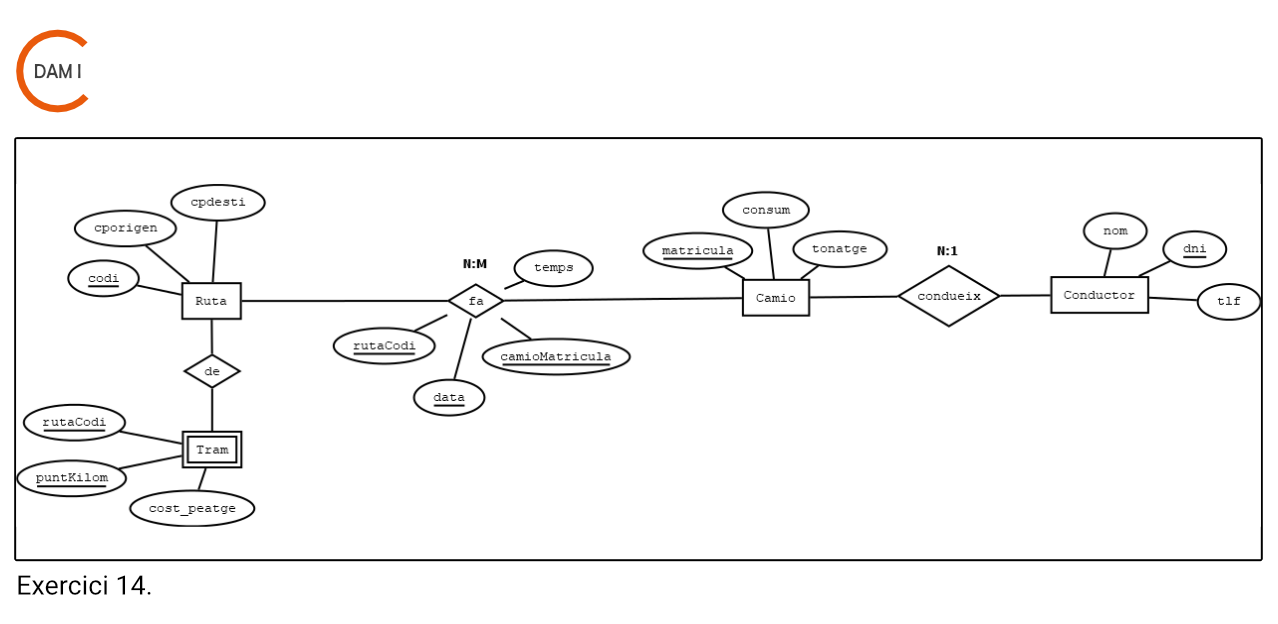 DAM I
cpdesti
cporigen
codi
Ruta
de
rutaCodi
Tram
puntKilom
cost_peatge
N:M
temps
fa
rutaCodi
camioMatricula
data
consum
matricula
tonatge
Camio
N:1
condueix
nom
dni
Conductor
tlf
Exercici 14.